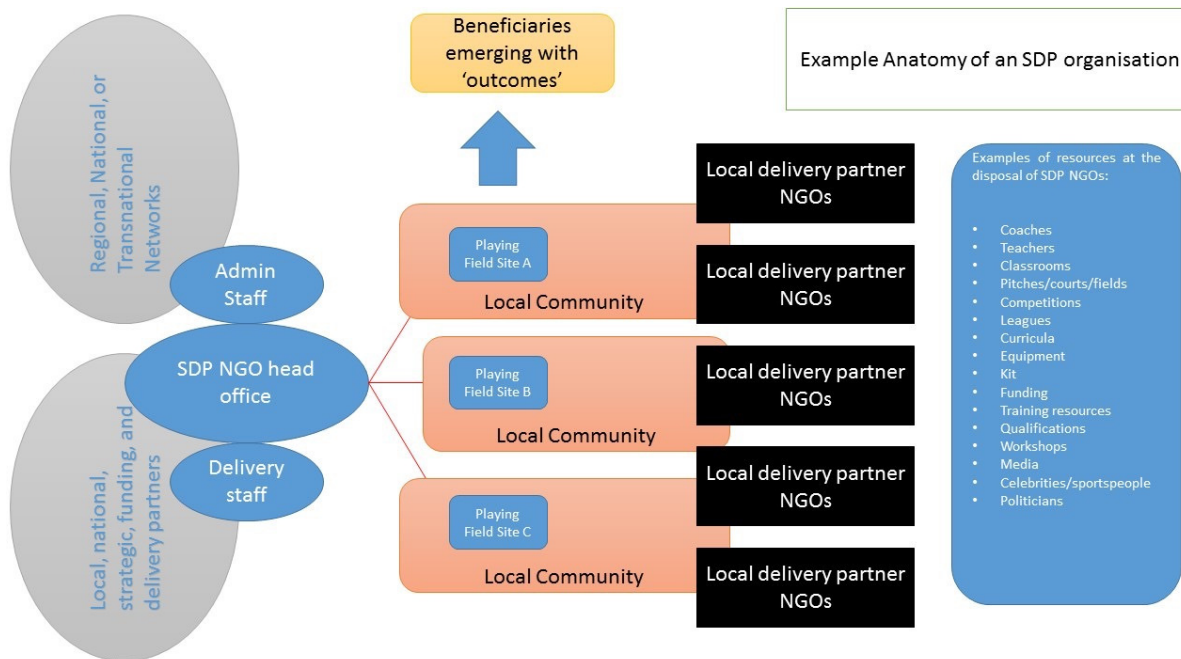 Beneficiaries
emerging with
‘outcomes’
Example Anatomy of an SDP organisation
Regional, National, or
Transnational
Networks
Admin
Staff
SDP NGO head
office
Delivery
staff
Local, national,
strategic, funding, and
delivery partners
Playing
Field Site A
Local Community
Playing
Field Site B
Local Community
Playing
Field Site C
Local Community
Local delivery partner
NGOs
Local delivery partner
NGOs
Local delivery partner
NGOs
Local delivery partner
NGOs
Local delivery partner
NGOs
Examples of resources at the
disposal of SDP NGOs:
• Coaches
• Teachers
• Classrooms
• Pitches/courts/fields
• Competitions
• Leagues
• Curricula
• Equipment
• Kit
• Funding
• Training resources
• Qualifications
• Workshops
• Media
• Celebrities/sportspeople
• Politicians